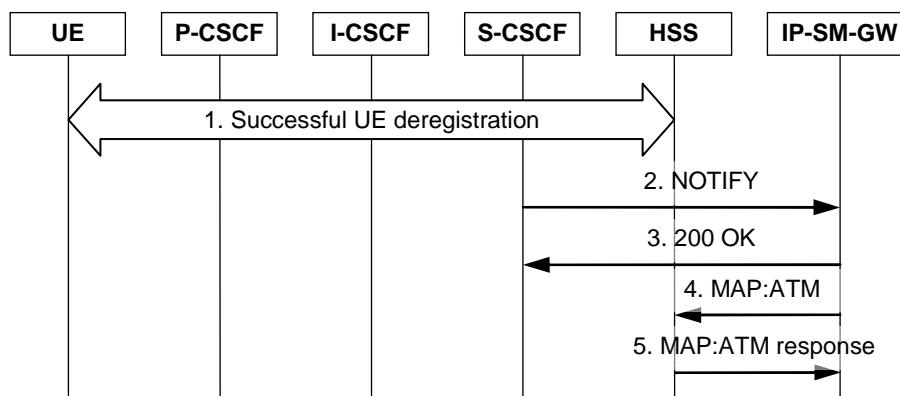 UE
P-CSCF
I-CSCF
S-CSCF
HSS
IP-SM-GW
1. Successful UE deregistration
2. NOTIFY
3. 200 OK
4. MAP:ATM
5. MAP:ATM response